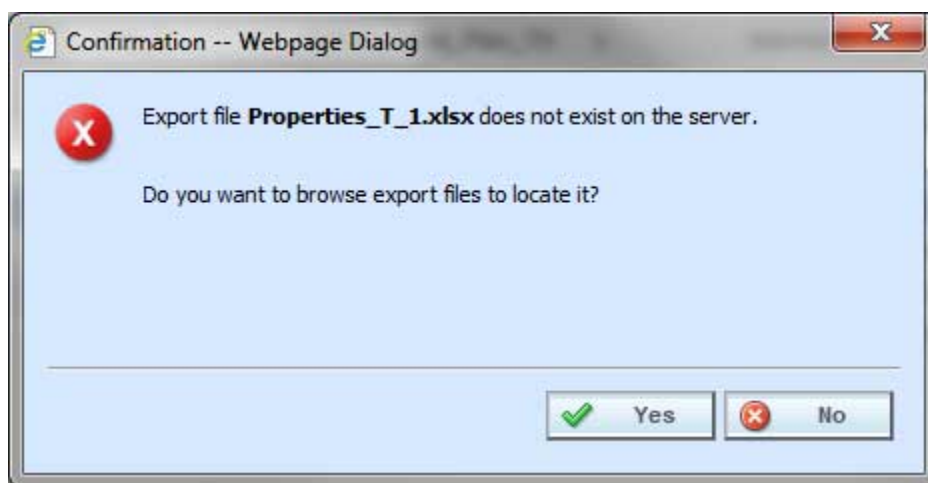 Confirmation -- Webpage Dialog
Export file Properties_T_1.xlsx does not exist on the server.
Do you want to browse export files to locate it?
Yes
No